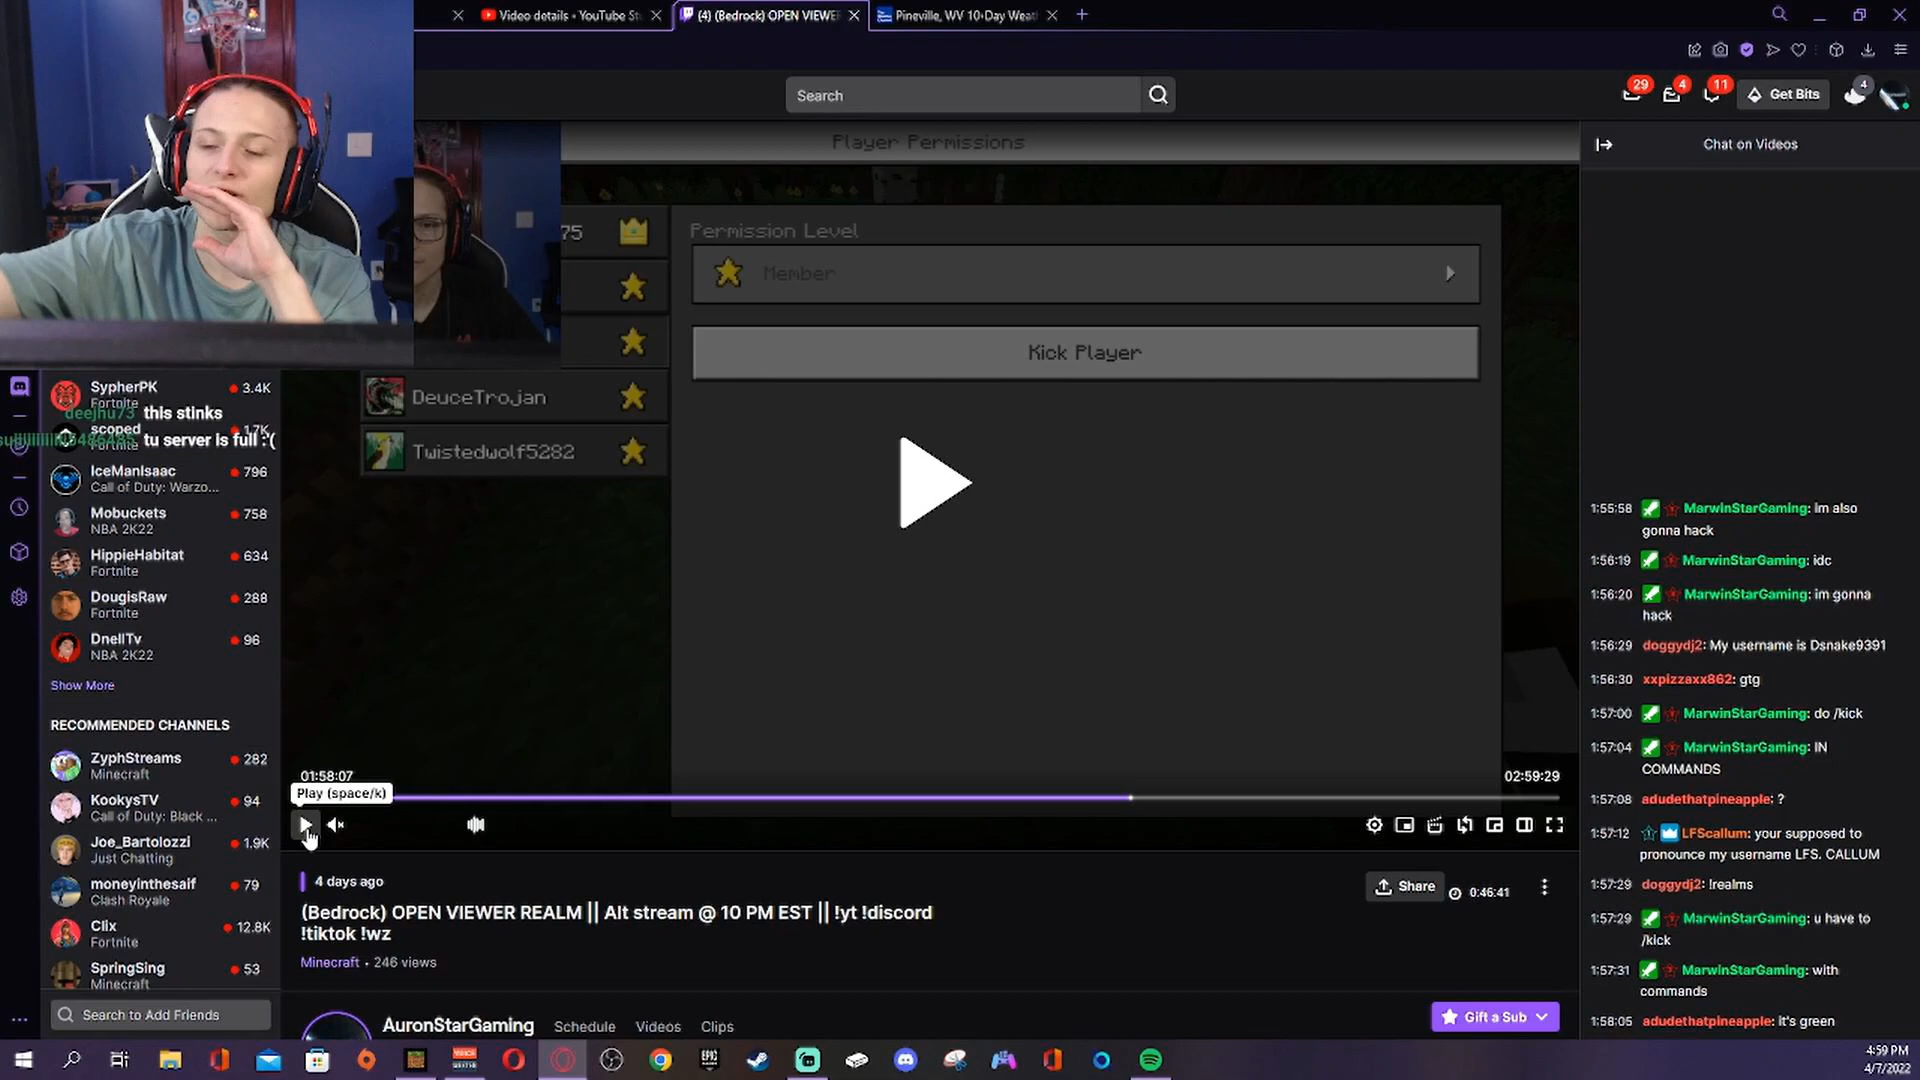 Video details - YouTube St
(4) (Bedrock) OPEN VIEWE
Pineville, WV 10-Day Weat
Search
29
4
11
Get Bits
4
Player Permissions
Chat on Videos
75
Permission Level
Member
Kick Player
DeuceTrojan
Twistedwolf5282
SypherPK
3.4K
Fortnite
deejhu73 this stinks
scoped
1.7K
Fortnite
tu server is full :(
IceManIsaac
796
Call of Duty: Warzo...
Mobuckets
758
NBA 2K22
HippieHabitat
634
Fortnite
DougisRaw
288
Fortnite
DnellTv
96
NBA 2K22
Show More
RECOMMENDED CHANNELS
ZyphStreams
282
Minecraft
KookysTV
94
Call of Duty: Black ...
Joe_Bartolozzi
1.9K
Just Chatting
moneyinthesaif
79
Clash Royale
Clix
12.8K
Fortnite
SpringSing
53
Minecraft
Search to Add Friends
01:58:07
02:59:29
Play (space/k)
4 days ago
(Bedrock) OPEN VIEWER REALM || Alt stream @ 10 PM EST || !yt !discord
!tiktok !wz
Minecraft • 246 views
Share
0:46:41
AuronStarGaming
Schedule
Videos
Clips
Gift a Sub
1:55:58 MarwinStarGaming: Im also
gonna hack
1:56:19 MarwinStarGaming: idc
1:56:20 MarwinStarGaming: im gonna
hack
1:56:29 doggydj2: My username is Dsnake9391
1:56:30 xxpizzaxx862: gtg
1:57:00 MarwinStarGaming: do /kick
1:57:04 MarwinStarGaming: IN
COMMANDS
1:57:08 adudethatpineapple: ?
1:57:12 LFScallum: your supposed to
pronounce my username LFS. CALLUM
1:57:29 doggydj2: !realms
1:57:29 MarwinStarGaming: u have to
/kick
1:57:31 MarwinStarGaming: with
commands
1:58:05 adudethatpineapple: it's green
4:59 PM
4/7/2022